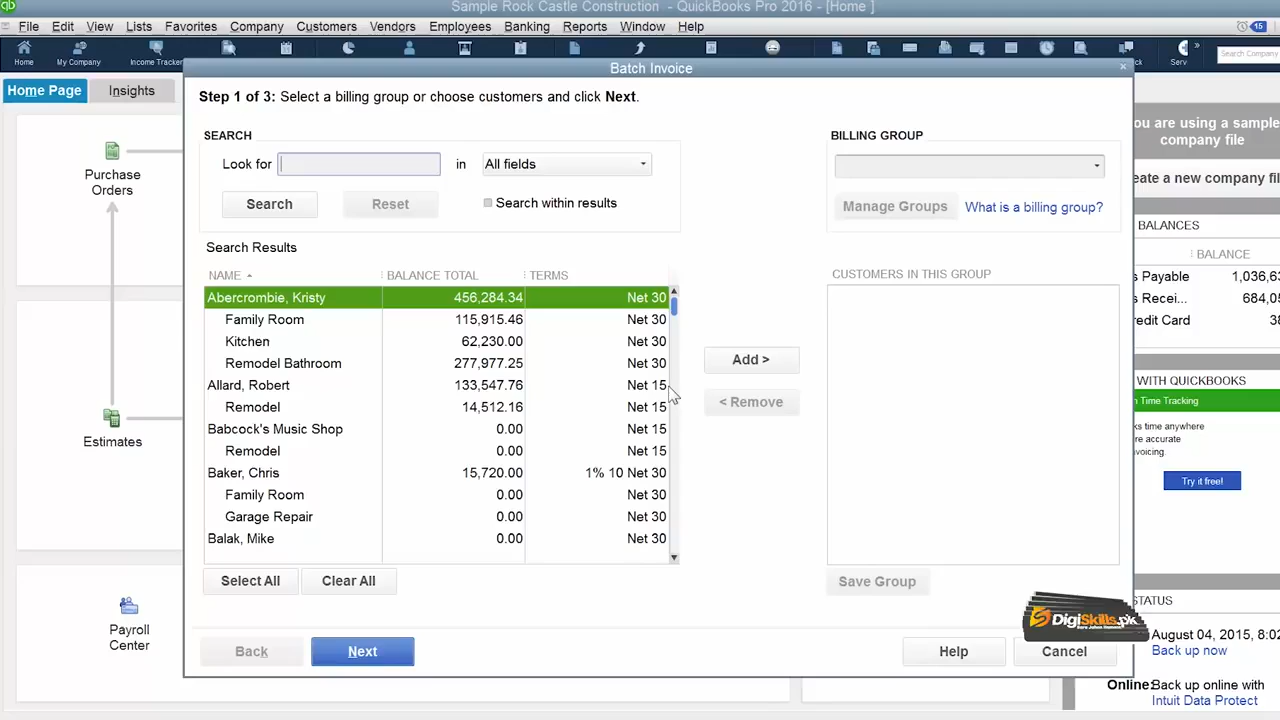 Sample Rock Castle Construction - QuickBooks Pro 2016 - [Home ]
File Edit View Lists Favorites Company Customers Vendors Employees Banking Reports Window Help
15
Home My Company Income Tracker Serv Search Company
Batch Invoice
Home Page Insights
Step 1 of 3: Select a billing group or choose customers and click Next.
SEARCH
Look for in All fields
Search Reset Search within results
BILLING GROUP
Manage Groups What is a billing group?
Search Results
NAME BALANCE TOTAL TERMS
Abercrombie, Kristy 456,284.34 Net 30
Family Room 115,915.46 Net 30
Kitchen 62,230.00 Net 30
Remodel Bathroom 277,977.25 Net 30
Allard, Robert 133,547.76 Net 15
Remodel 14,512.16 Net 15
Babcock's Music Shop 0.00 Net 15
Remodel 0.00 Net 15
Baker, Chris 15,720.00 1% 10 Net 30
Family Room 0.00 Net 30
Garage Repair 0.00 Net 30
Balak, Mike 0.00 Net 30
Select All Clear All
Add >
< Remove
CUSTOMERS IN THIS GROUP
Save Group
Back Next Help Cancel
Purchase
Orders
Estimates
Payroll
Center
ou are using a sample
company file
eate a new company fil
BALANCES
BALANCE
s Payable 1,036,63
s Recei... 684,05
redit Card 38
WITH QUICKBOOKS
n Time Tracking
ks time anywhere
re accurate
voicing.
Try it free!
DigiSkills.pk
STATUS
August 04, 2015, 8:02
Back up now
Online: Back up online with
Intuit Data Protect